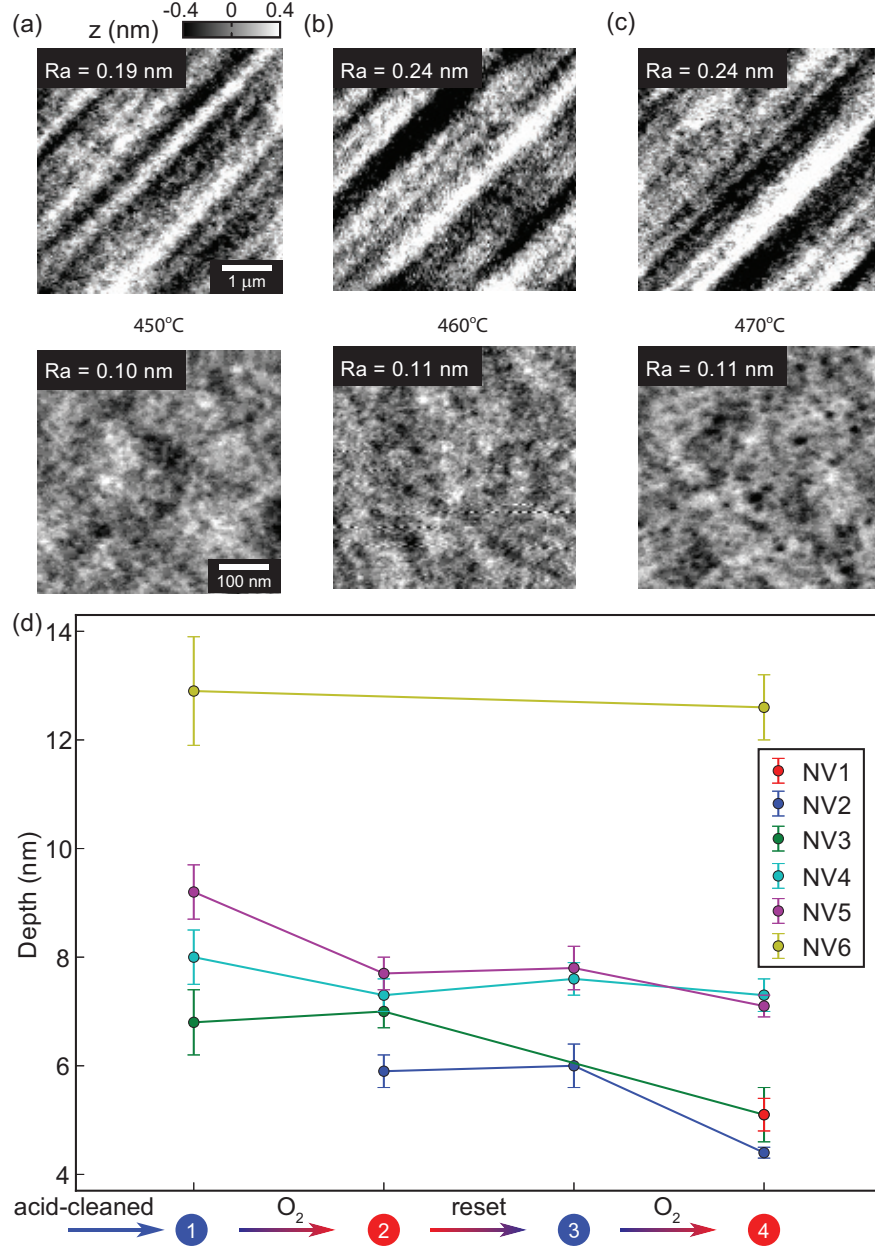 (a)
-0.4 0 0.4
z (nm)
(b)
(c)
Ra = 0.19 nm
Ra = 0.24 nm
Ra = 0.24 nm
1 μm
450°C
460°C
470°C
Ra = 0.10 nm
Ra = 0.11 nm
Ra = 0.11 nm
100 nm
(d)
14
12
10
8
6
4
Depth (nm)
NV1
NV2
NV3
NV4
NV5
NV6
acid-cleaned
O₂
reset
O₂
1
2
3
4